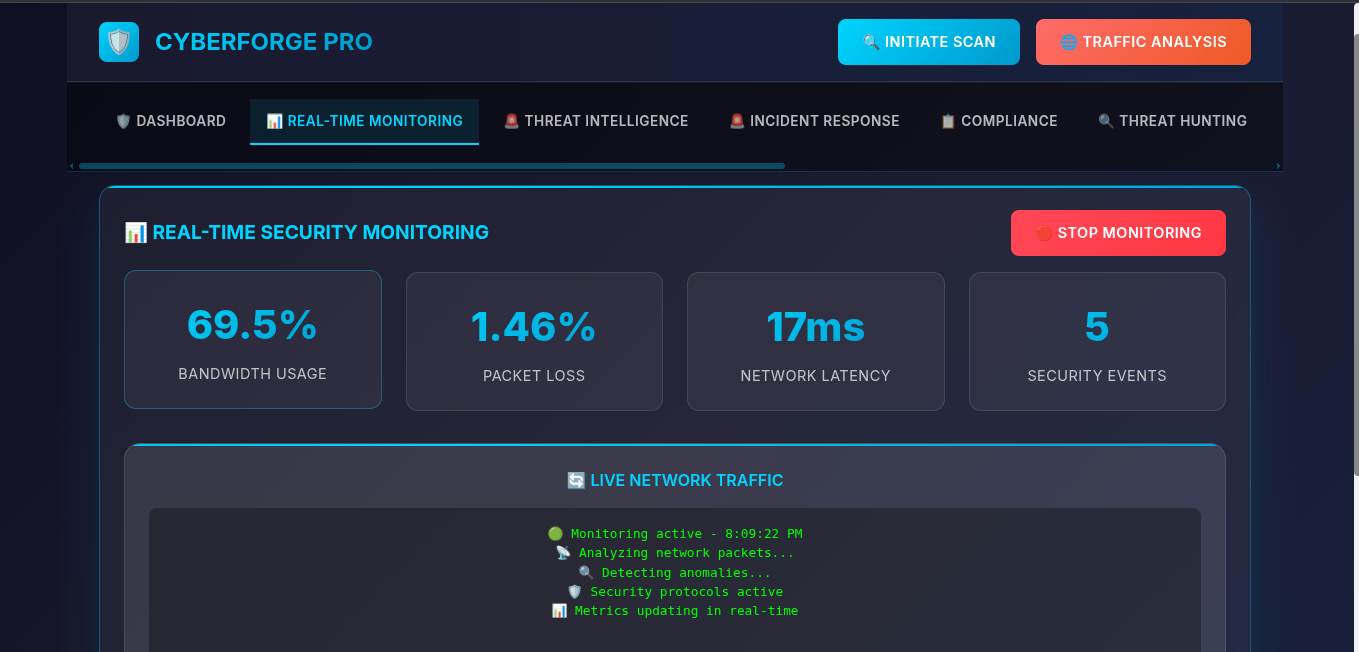 🛡️ CYBERFORGE PRO
🔍 INITIATE SCAN
🌐 TRAFFIC ANALYSIS
🛡️ DASHBOARD
📊 REAL-TIME MONITORING
🚨 THREAT INTELLIGENCE
🚨 INCIDENT RESPONSE
📋 COMPLIANCE
🔍 THREAT HUNTING
📊 REAL-TIME SECURITY MONITORING
🔴 STOP MONITORING
69.5%
BANDWIDTH USAGE
1.46%
PACKET LOSS
17ms
NETWORK LATENCY
5
SECURITY EVENTS
🔄 LIVE NETWORK TRAFFIC
🟢 Monitoring active - 8:09:22 PM
📡 Analyzing network packets...
🔍 Detecting anomalies...
🛡️ Security protocols active
📊 Metrics updating in real-time